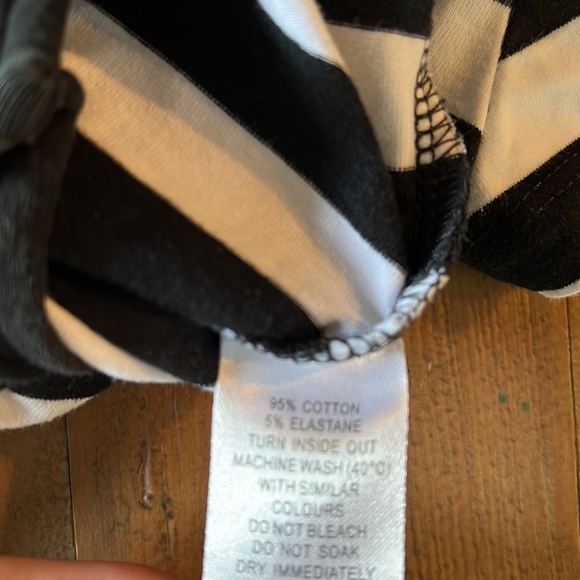 95% COTTON
5% ELASTANE
TURN INSIDE OUT
MACHINE WASH (40°C)
WITH SIMILAR
COLOURS
DO NOT BLEACH
DO NOT SOAK
DRY IMMEDIATELY